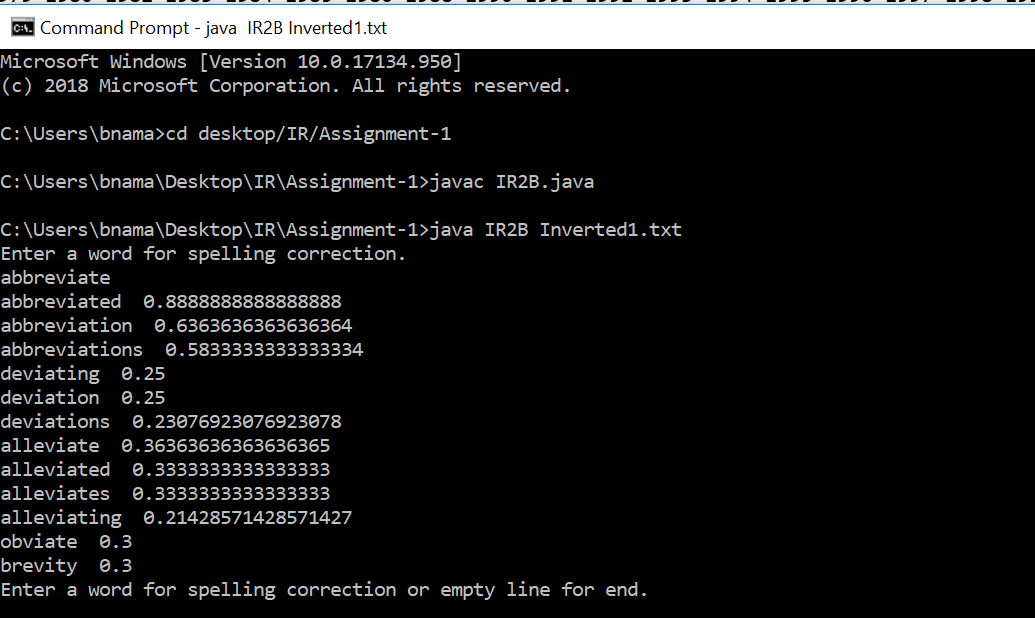 Command Prompt - java  IR2B Inverted1.txt
Microsoft Windows [Version 10.0.17134.950]
(c) 2018 Microsoft Corporation. All rights reserved.
C:\Users\bnama>cd desktop/IR/Assignment-1
C:\Users\bnama\Desktop\IR\Assignment-1>javac IR2B.java
C:\Users\bnama\Desktop\IR\Assignment-1>java IR2B Inverted1.txt
Enter a word for spelling correction.
abbreviate
abbreviated  0.8888888888888888
abbreviation  0.6363636363636364
abbreviations  0.5833333333333334
deviating  0.25
deviation  0.25
deviations  0.23076923076923078
alleviate  0.36363636363636365
alleviated  0.3333333333333333
alleviates  0.3333333333333333
alleviating  0.21428571428571427
obviate  0.3
brevity  0.3
Enter a word for spelling correction or empty line for end.